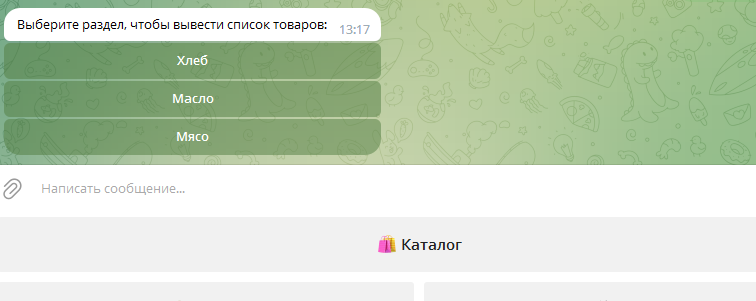 Выберите раздел, чтобы вывести список товаров:
13:17
Хлеб
Масло
Мясо
Написать сообщение...
🛍 Каталог